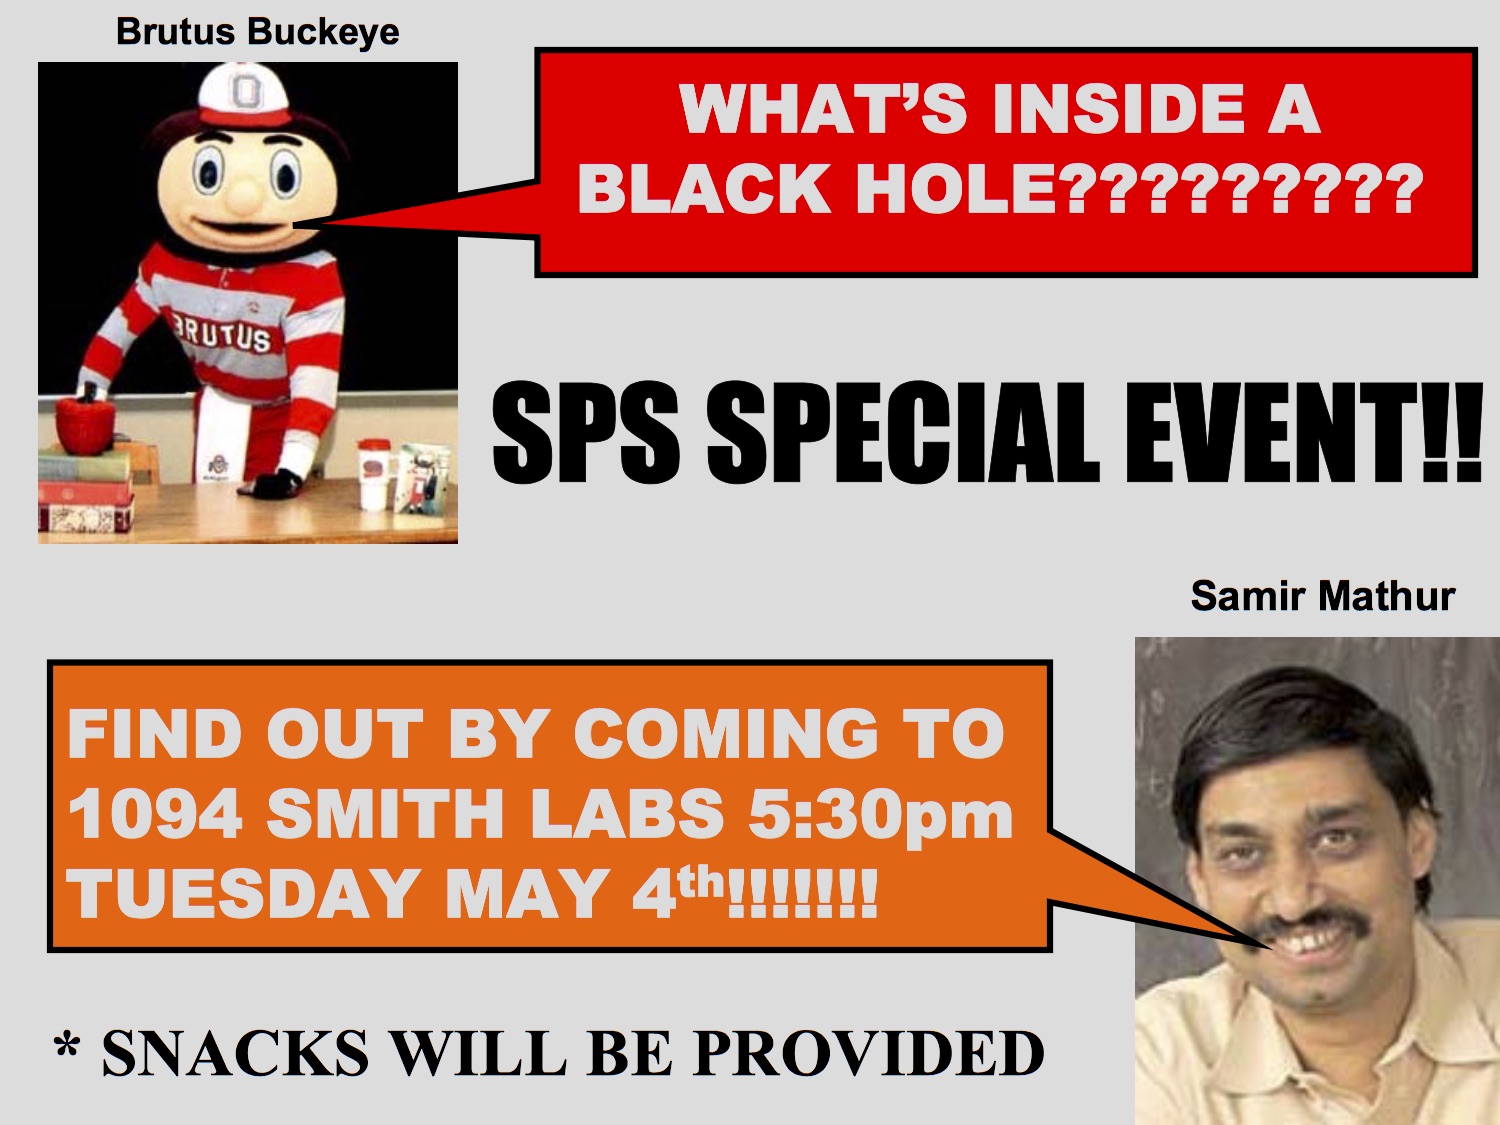 Brutus Buckeye
WHAT’S INSIDE A
BLACK HOLE?????????
O
BRUTUS
SPS SPECIAL EVENT!!
Samir Mathur
FIND OUT BY COMING TO
1094 SMITH LABS 5:30pm
TUESDAY MAY 4th!!!!!!!
* SNACKS WILL BE PROVIDED